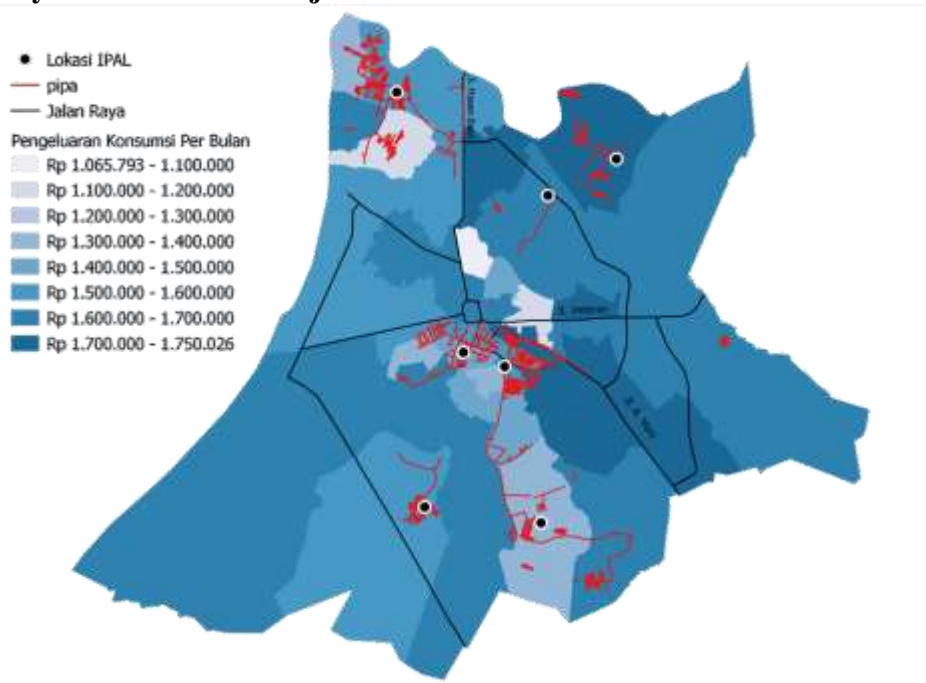 Lokasi IPAL
pipa
Jalan Raya
Pengeluaran Konsumsi Per Bulan
Rp 1.065.793 - 1.100.000
Rp 1.100.000 - 1.200.000
Rp 1.200.000 - 1.300.000
Rp 1.300.000 - 1.400.000
Rp 1.400.000 - 1.500.000
Rp 1.500.000 - 1.600.000
Rp 1.600.000 - 1.700.000
Rp 1.700.000 - 1.750.026